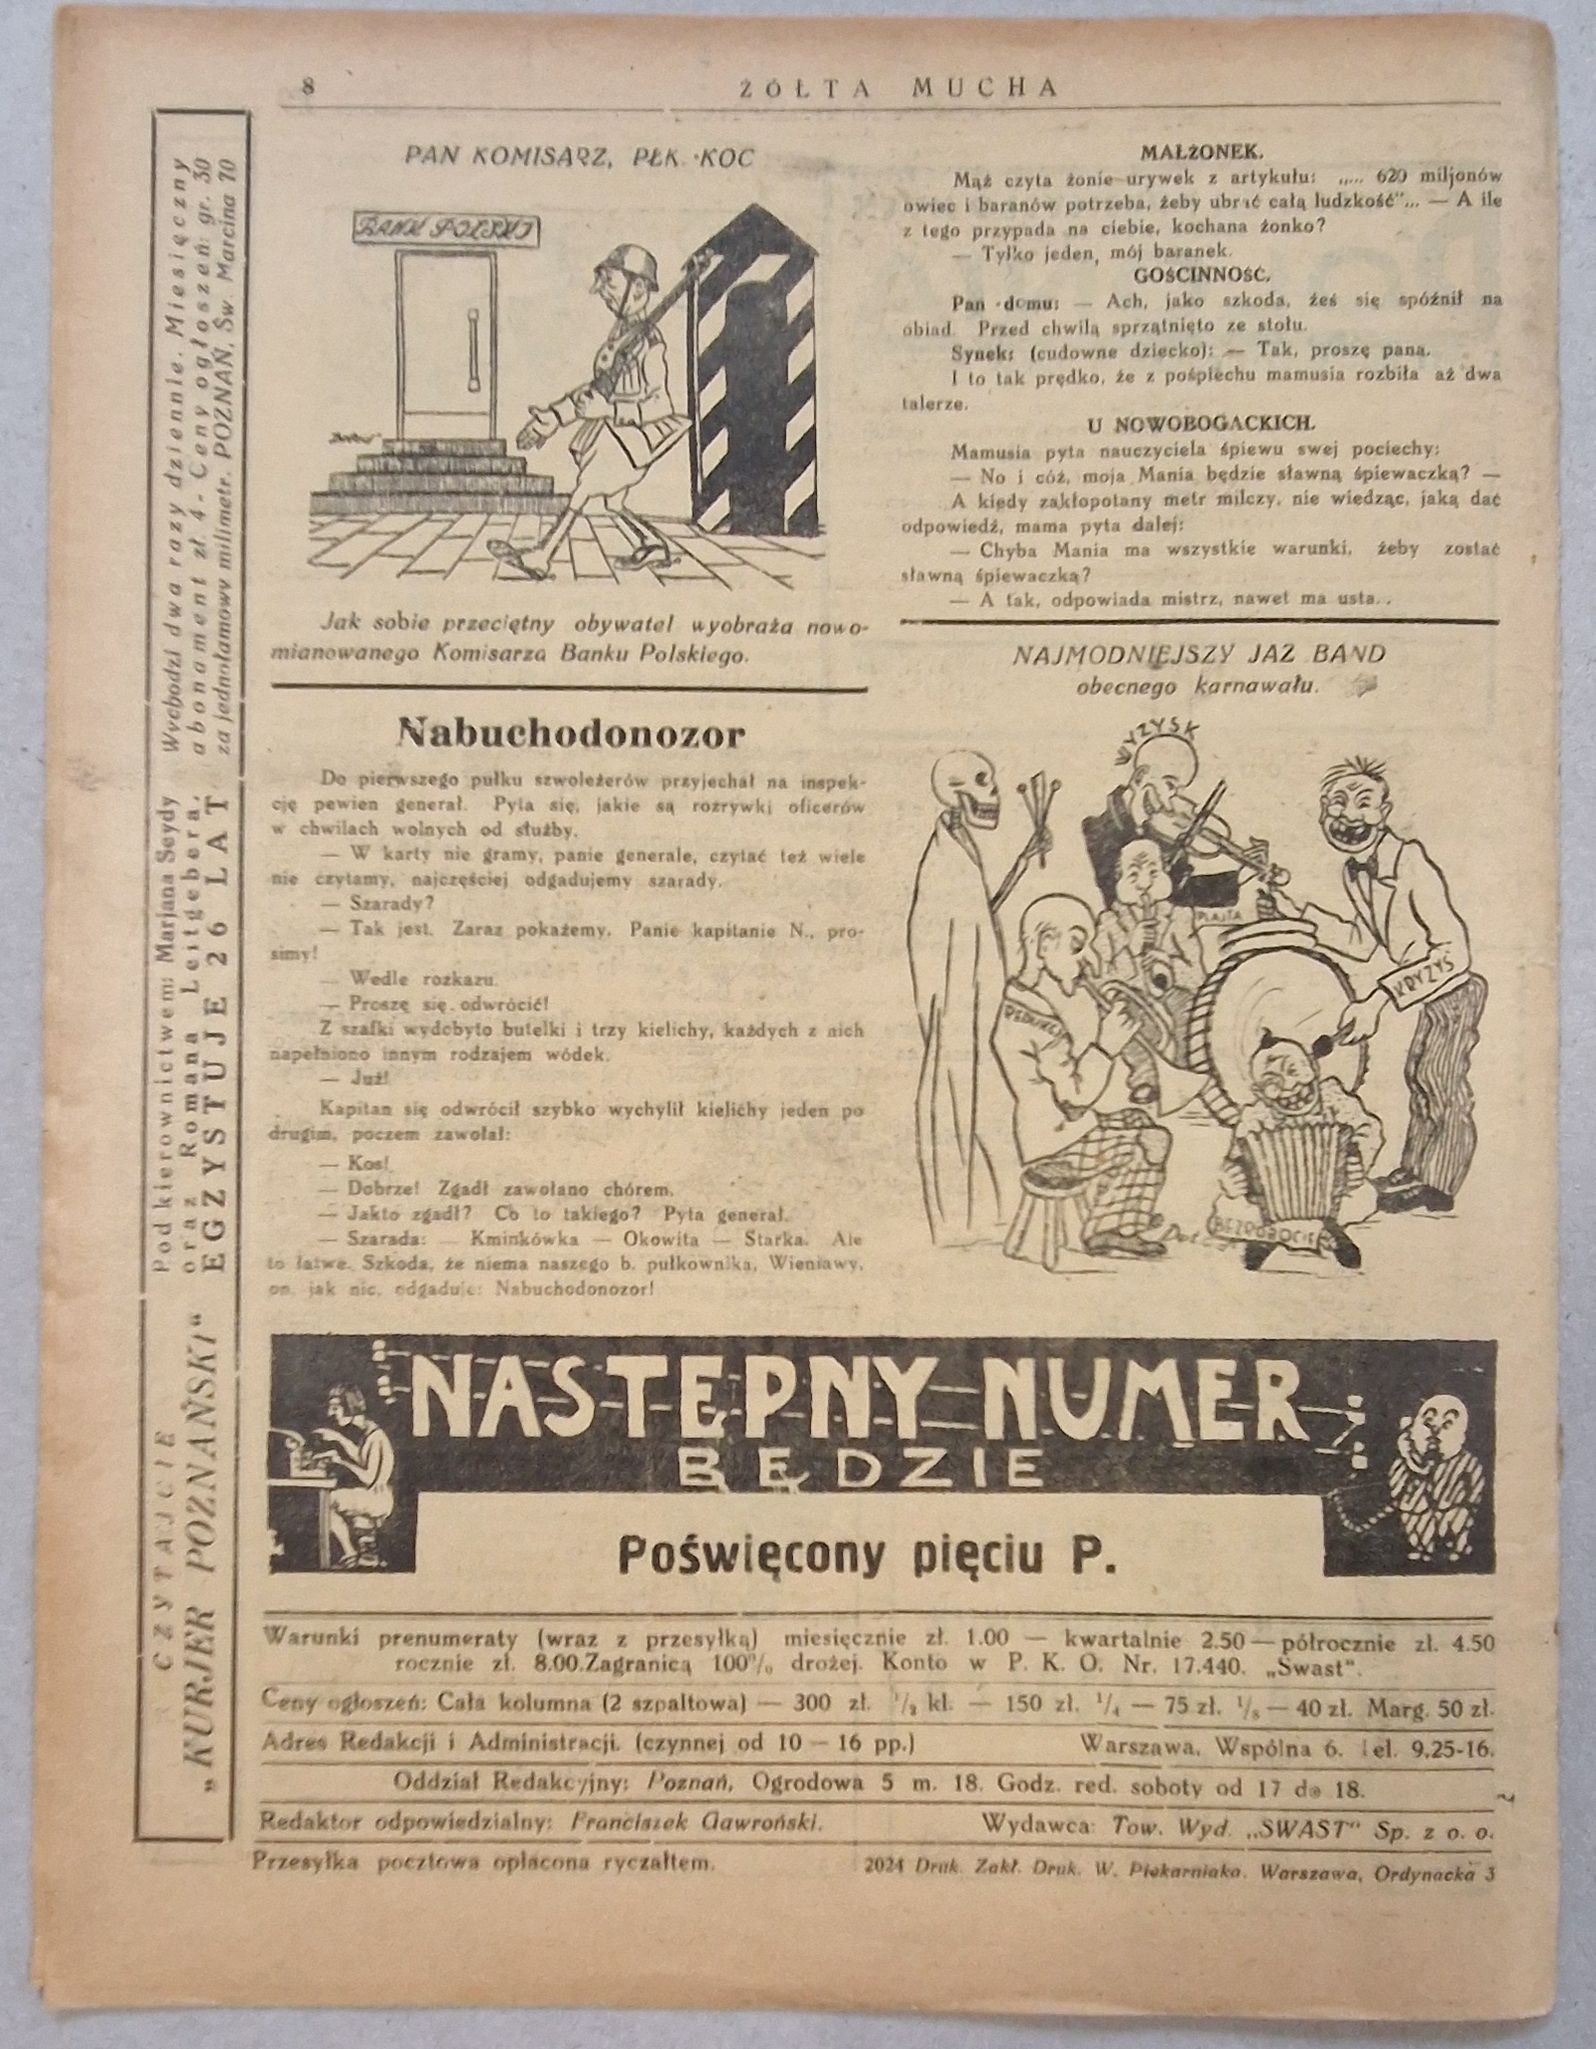 8
ŻÓŁTA MUCHA
PAN KOMISARZ, PŁK. KOC
BANK POLSKI
Jak sobie przeciętny obywatel wyobraża nowo-
mianowanego Komisarza Banku Polskiego.
Nabuchodonozor
Do pierwszego pułku szwoleżerów przyjechał na inspek-
cję pewien generał. Pyta się, jakie są rozrywki oficerów
w chwilach wolnych od służby.
— W karty nie gramy, panie generale, czytać też wiele
nie czytamy, najczęściej odgadujemy szarady.
— Szarady?
— Tak jest. Zaraz pokażemy. Panie kapitanie N., pro-
simy!
— Wedle rozkazu.
— Proszę się odwrócić!
Z szafki wydobyto butelki i trzy kielichy, każdych z nich
napełniono innym rodzajem wódek.
— Już!
Kapitan się odwrócił szybko wychylił kielichy jeden po
drugim, poczem zawołał:
— Kos!
— Dobrze! Zgadł zawołano chórem.
— Jakto zgadł? Co to takiego? Pyta generał.
— Szarada: Kminkówka — Okowita — Starka. Ale
to łatwe. Szkoda, że niema naszego b. pułkownika, Wieniawy,
on, jak nic, odgaduje: Nabuchodonozor!
MAŁŻONEK.
Mąż czyta żonie urywek z artykułu: „... 620 miljonów
owiec i baranów potrzeba, żeby ubrać całą ludzkość"... — A ile
z tego przypada na ciebie, kochana żonko?
— Tylko jeden, mój baranek.
GOŚCINNOŚĆ.
Pan domu: — Ach, jako szkoda, żeś się spóźnił na
obiad. Przed chwilą sprzątnięto ze stołu.
Synek: (cudowne dziecko): — Tak, proszę pana.
I to tak prędko, że z pośpiechu mamusia rozbiła aż dwa
talerze.
U NOWOBOGACKICH.
Mamusia pyta nauczyciela śpiewu swej pociechy:
— No i cóż, moja Mania będzie sławną śpiewaczką? —
A kiedy zakłopotany metr milczy, nie wiedząc, jaką dać
odpowiedź, mama pyta dalej:
— Chyba Mania ma wszystkie warunki, żeby zostać
sławną śpiewaczką?
— A tak, odpowiada mistrz, nawet ma usta..
NAJMODNIEJSZY JAZ BAND
obecnego karnawału.
WYZYSK
PLAJTA
KRYZYS
BEZROBOCIE
NASTĘPNY NUMER
BĘDZIE
Poświęcony pięciu P.
Warunki prenumeraty (wraz z przesyłką) miesięcznie zł. 1.00 — kwartalnie 2.50 — półrocznie zł. 4.50
rocznie zł. 8.00. Zagranicą 100% drożej. Konto w P. K. O. Nr. 17.440. „Swast".
Ceny ogłoszeń: Cała kolumna (2 szpaltowa) — 300 zł. ½ kl. — 150 zł. ¼ — 75 zł. ⅛ — 40 zł. Marg. 50 zł.
Adres Redakcji i Administracji. (czynnej od 10 — 16 pp.) Warszawa, Wspólna 6. Tel. 9.25-16.
Oddział Redakcyjny: Poznań, Ogrodowa 5 m. 18. Godz. red. soboty od 17 do 18.
Redaktor odpowiedzialny: Franciszek Gawroński. Wydawca: Tow. Wyd. „SWAST" Sp. z o. o.
Przesyłka pocztowa opłacona ryczałtem. 2024 Druk. Zakł. Druk. W. Piekarniaka. Warszawa, Ordynacka 3
CZYTAJCIE
„KURJER POZNAŃSKI"
Pod kierownictwem: Marjana Seydy
oraz Romana Leitgebera,
EGZYSTUJE 26 LAT
Wychodzi dwa razy dziennie. Miesięczny
abonament zł. 4.- Ceny ogłoszeń: gr. 30
za jednołamowy milimetr. POZNAŃ, Św. Marcina 70